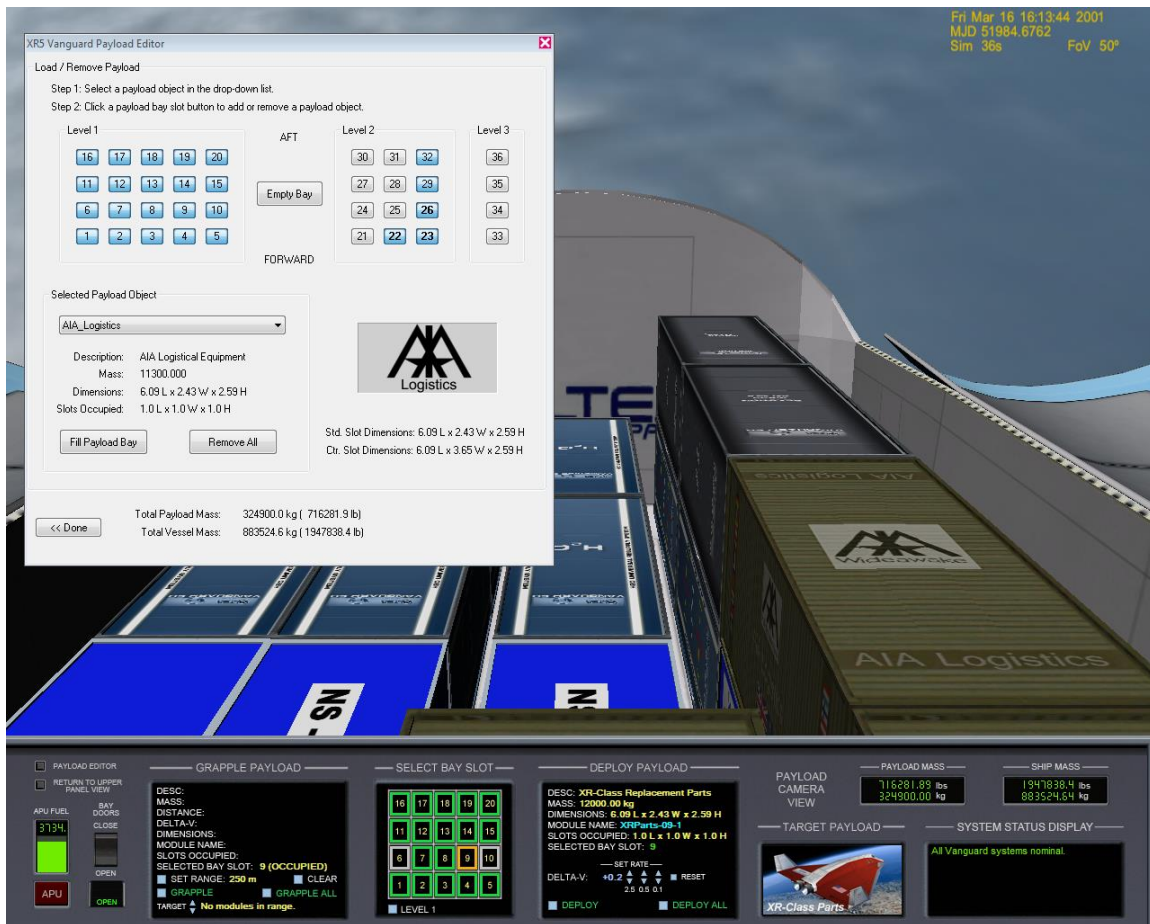 Fri Mar 16 16:13:44 2001
MJD 51984.6762
Sim 36s FoV 50°
XR5 Vanguard Payload Editor
Load / Remove Payload
Step 1: Select a payload object in the drop-down list.
Step 2: Click a payload bay slot button to add or remove a payload object.
Level 1 AFT Level 2 Level 3
16 17 18 19 20 30 31 32 36
11 12 13 14 15 27 28 29 35
Empty Bay
6 7 8 9 10 24 25 26 34
1 2 3 4 5 21 22 23 33
FORWARD
Selected Payload Object
AIA_Logistics
Description: AIA Logistical Equipment
Mass: 11300.000
Dimensions: 6.09 L x 2.43 W x 2.59 H
Slots Occupied: 1.0 L x 1.0 W x 1.0 H
Logistics
Fill Payload Bay Remove All
Std. Slot Dimensions: 6.09 L x 2.43 W x 2.59 H
Ctr. Slot Dimensions: 6.09 L x 3.65 W x 2.59 H
<< Done
Total Payload Mass: 324900.0 kg ( 716281.9 lb)
Total Vessel Mass: 883524.6 kg ( 1947838.4 lb)
AIA Logistics
Wideawake
AIA Logistics
PAYLOAD EDITOR
RETURN TO UPPER
PANEL VIEW
APU FUEL
3734.
APU
BAY
DOORS
CLOSE
OPEN
OPEN
GRAPPLE PAYLOAD
DESC:
MASS:
DISTANCE:
DELTA-V:
DIMENSIONS:
MODULE NAME:
SLOTS OCCUPIED:
SELECTED BAY SLOT: 9 (OCCUPIED)
SET RANGE: 250 m CLEAR
GRAPPLE GRAPPLE ALL
TARGET No modules in range.
SELECT BAY SLOT
16 17 18 19 20
11 12 13 14 15
6 7 8 9 10
1 2 3 4 5
LEVEL 1
DEPLOY PAYLOAD
DESC: XR-Class Replacement Parts
MASS: 12000.00 kg
DIMENSIONS: 6.09 L x 2.43 W x 2.59 H
MODULE NAME: XRParts-09-1
SLOTS OCCUPIED: 1.0 L x 1.0 W x 1.0 H
SELECTED BAY SLOT: 9
SET RATE
DELTA-V: +0.2 RESET
2.5 0.5 0.1
DEPLOY DEPLOY ALL
PAYLOAD
CAMERA
VIEW
PAYLOAD MASS
716281.89 lbs
324900.00 kg
SHIP MASS
1947838.4 lbs
883524.64 kg
TARGET PAYLOAD
XR-Class Parts
SYSTEM STATUS DISPLAY
All Vanguard systems nominal.